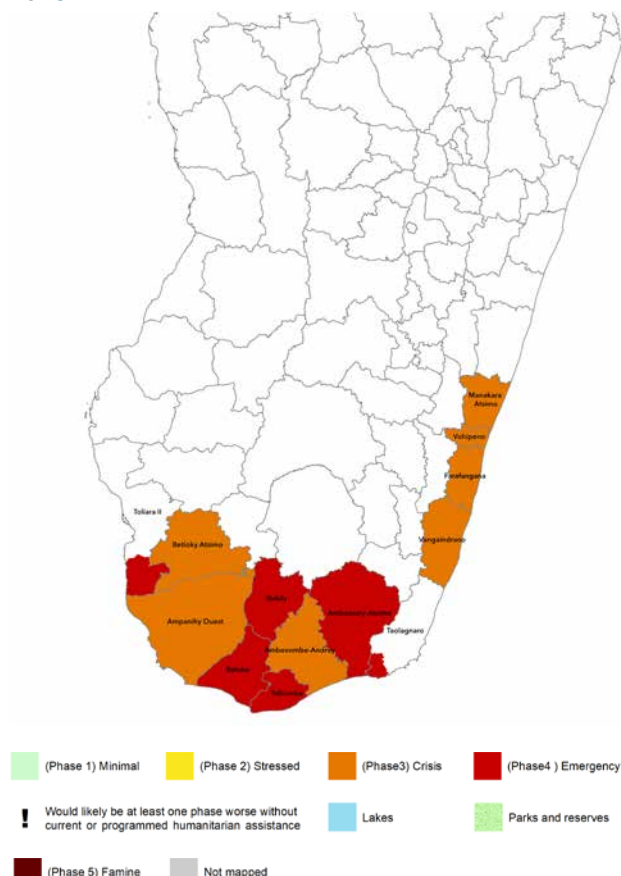 Manakara
Atsimo
Vohipeno
Farafangana
Vangaindrano
Toliara II
Betioky Atsimo
Bekily
Ampanihy Ouest
Ambovombe-Androy
Amboasary-Atsimo
Taolagnaro
Beloha
Tsihombe
(Phase 1) Minimal
(Phase 2) Stressed
(Phase3) Crisis
(Phase4 ) Emergency
! Would likely be at least one phase worse without
current or programmed humanitarian assistance
Lakes
Parks and reserves
(Phase 5) Famine
Not mapped